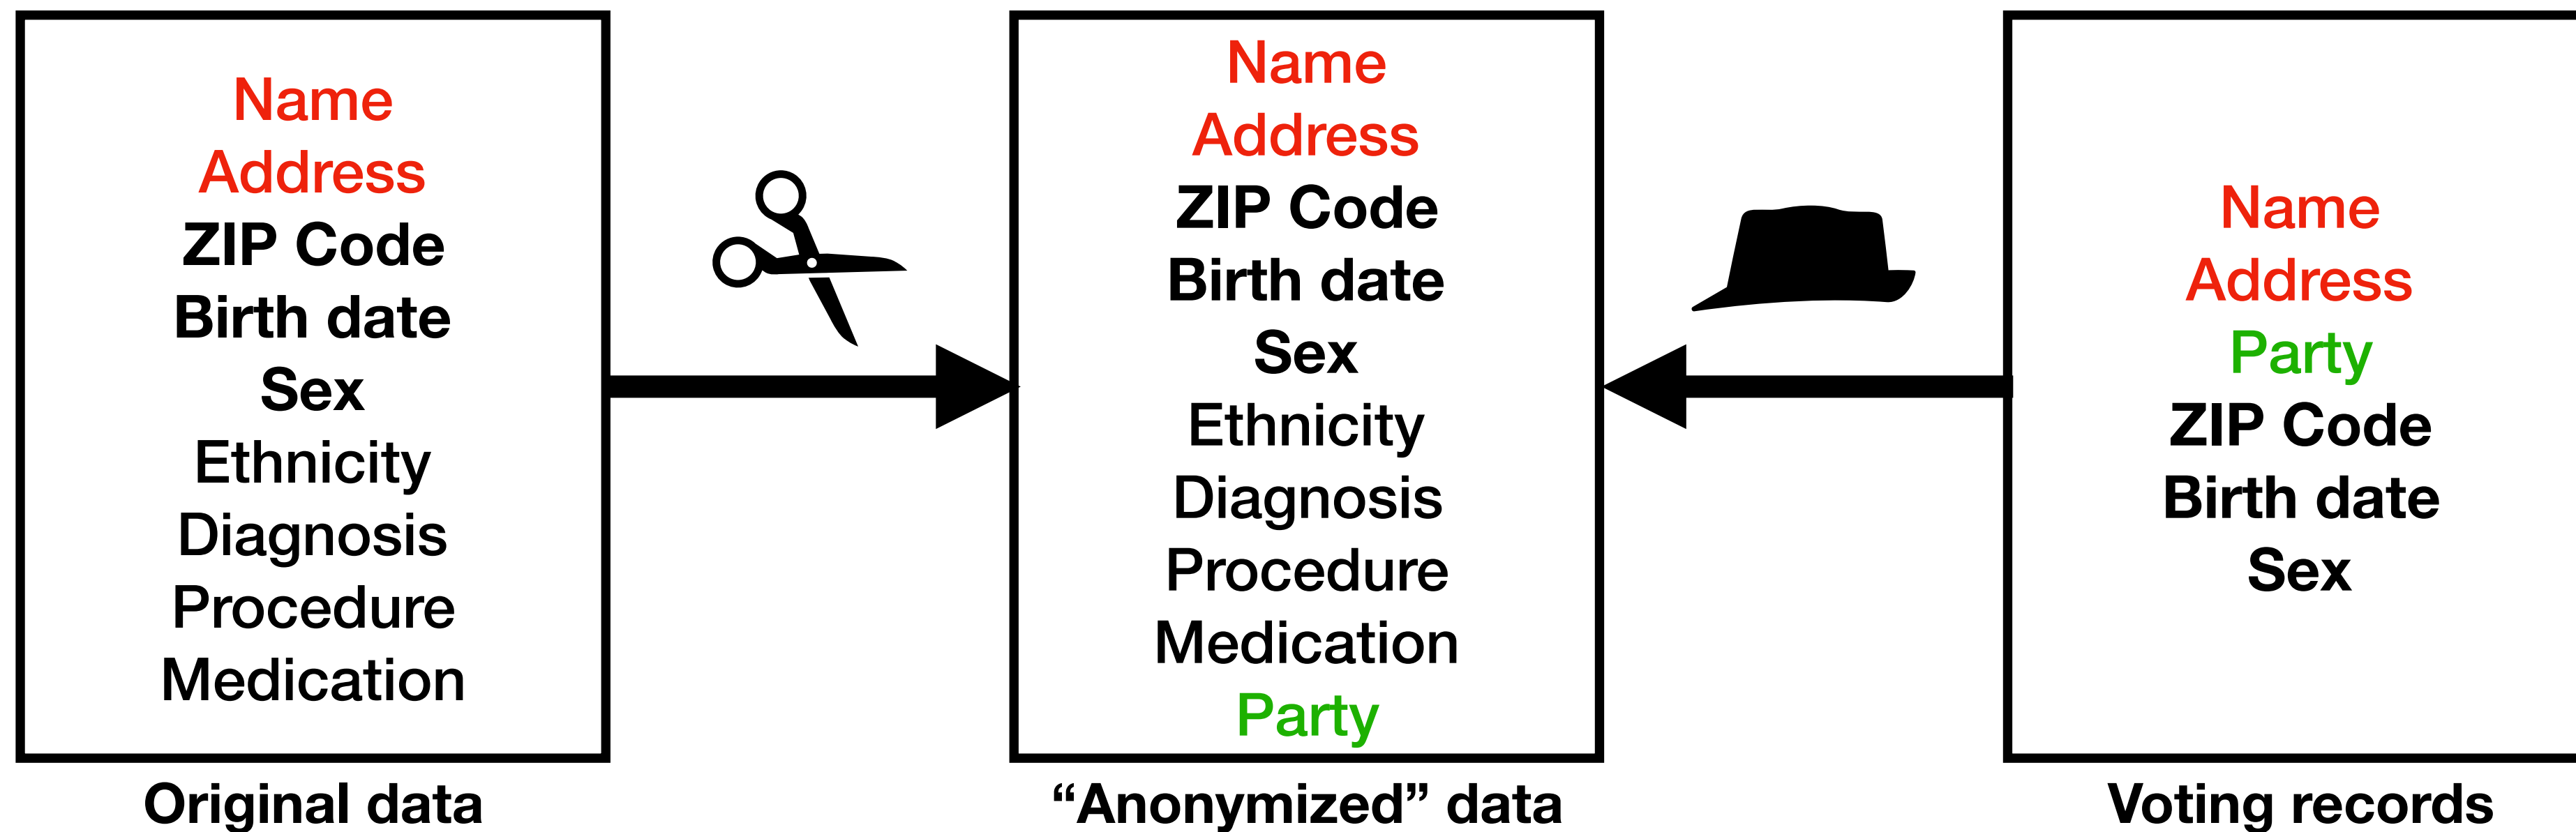 Name
Address
ZIP Code
Birth date
Sex
Ethnicity
Diagnosis
Procedure
Medication
Original data
Name
Address
ZIP Code
Birth date
Sex
Ethnicity
Diagnosis
Procedure
Medication
Party
“Anonymized” data
Name
Address
Party
ZIP Code
Birth date
Sex
Voting records